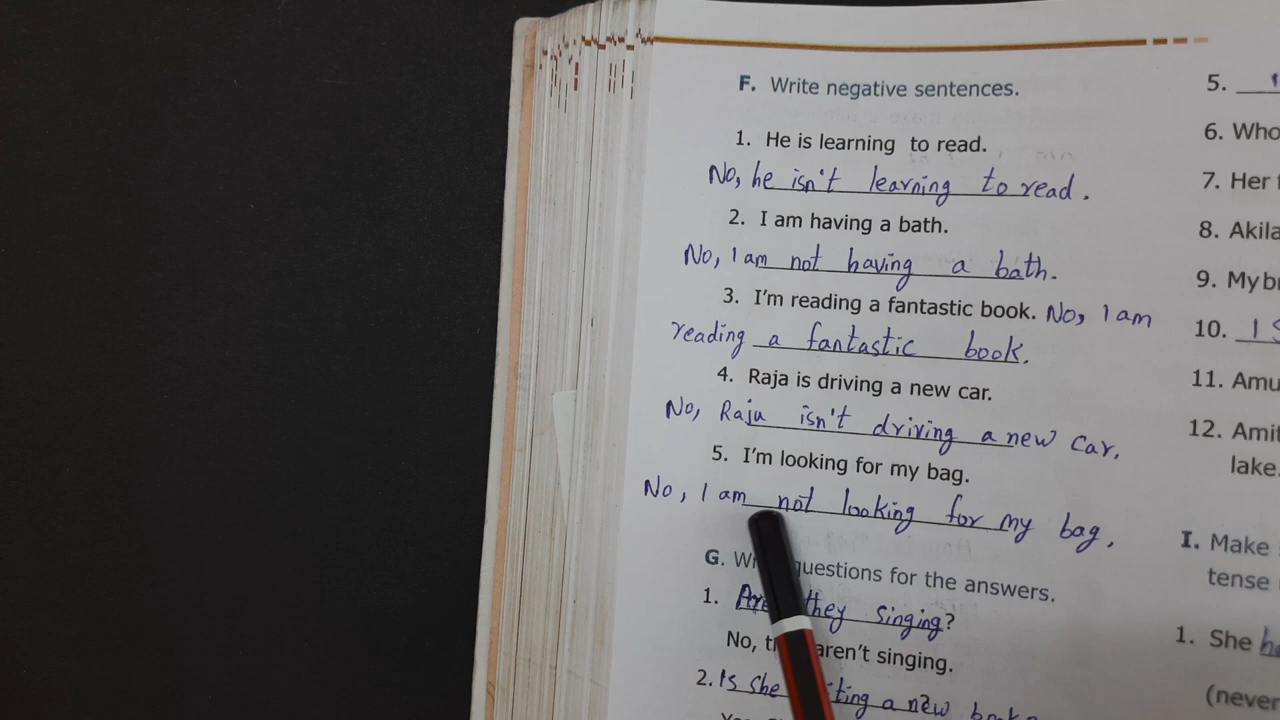 F. Write negative sentences.
1. He is learning to read.
No, he isn't learning to read.
2. I am having a bath.
No, I am not having a bath.
3. I'm reading a fantastic book. No, I am
reading a fantastic book.
4. Raja is driving a new car.
No, Raja isn't driving a new car.
5. I'm looking for my bag.
No, I am not looking for my bag.
G. questions for the answers.
1. Are they singing?
No, aren't singing.
2. Is she a new
5.
6. Who
7. Her
8. Akila
9. My
10. I
11.
12.
lake.
I. Make
tense
1. She
(never